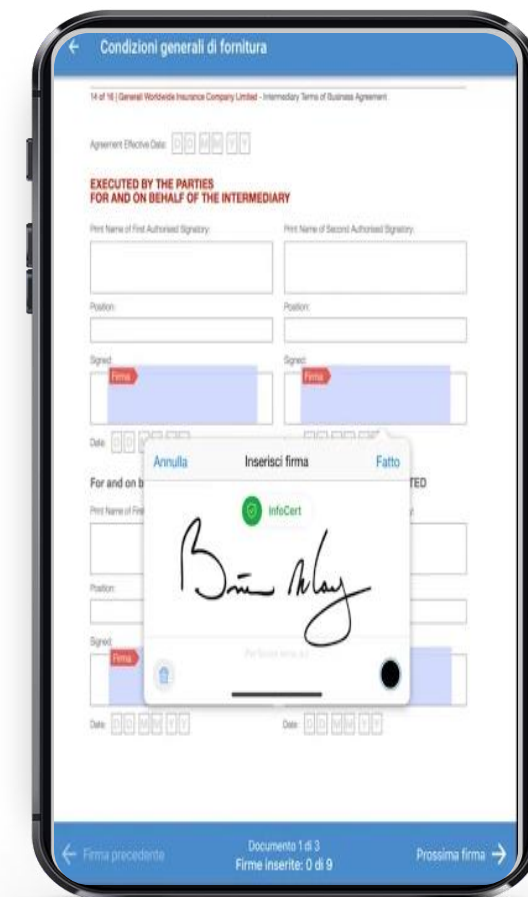 ← Condizioni generali di fornitura
14 of 16 | Generali Worldwide Insurance Company Limited - Intermediary Terms of Business Agreement
Agreement Effective Date: D D M M Y Y
EXECUTED BY THE PARTIES
FOR AND ON BEHALF OF THE INTERMEDIARY
Print Name of First Authorised Signatory: Print Name of Second Authorised Signatory:
Position: Position:
Signed: Signed:
Firma Firma
Date: D D M
Annulla Inserisci firma Fatto
For and on b TED
InfoCert
Print Name of First
Position:
Signed:
Firma
Date: D D M M Y Y Date: D D M M Y Y
← Firma precedente Documento 1 di 3 Prossima firma →
Firme inserite: 0 di 9